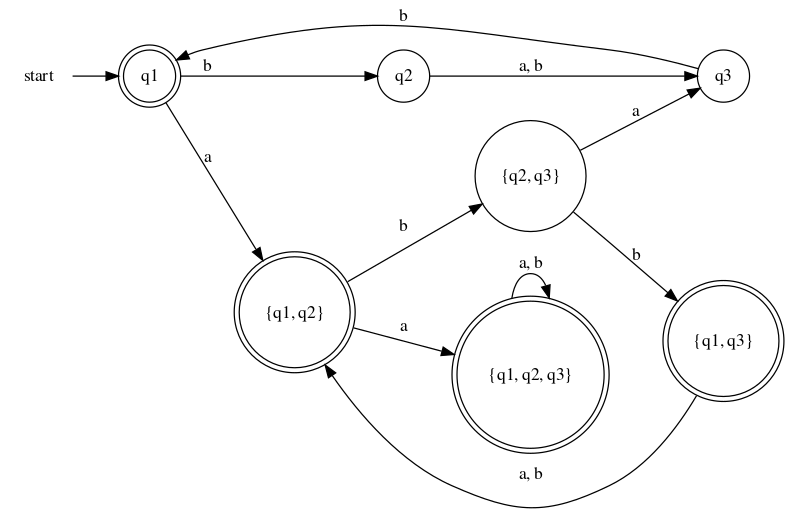 b
start
q1
b
q2
a, b
q3
a
{q2, q3}
a
b
b
a, b
{q1, q2}
a
{q1, q2, q3}
{q1, q3}
a, b